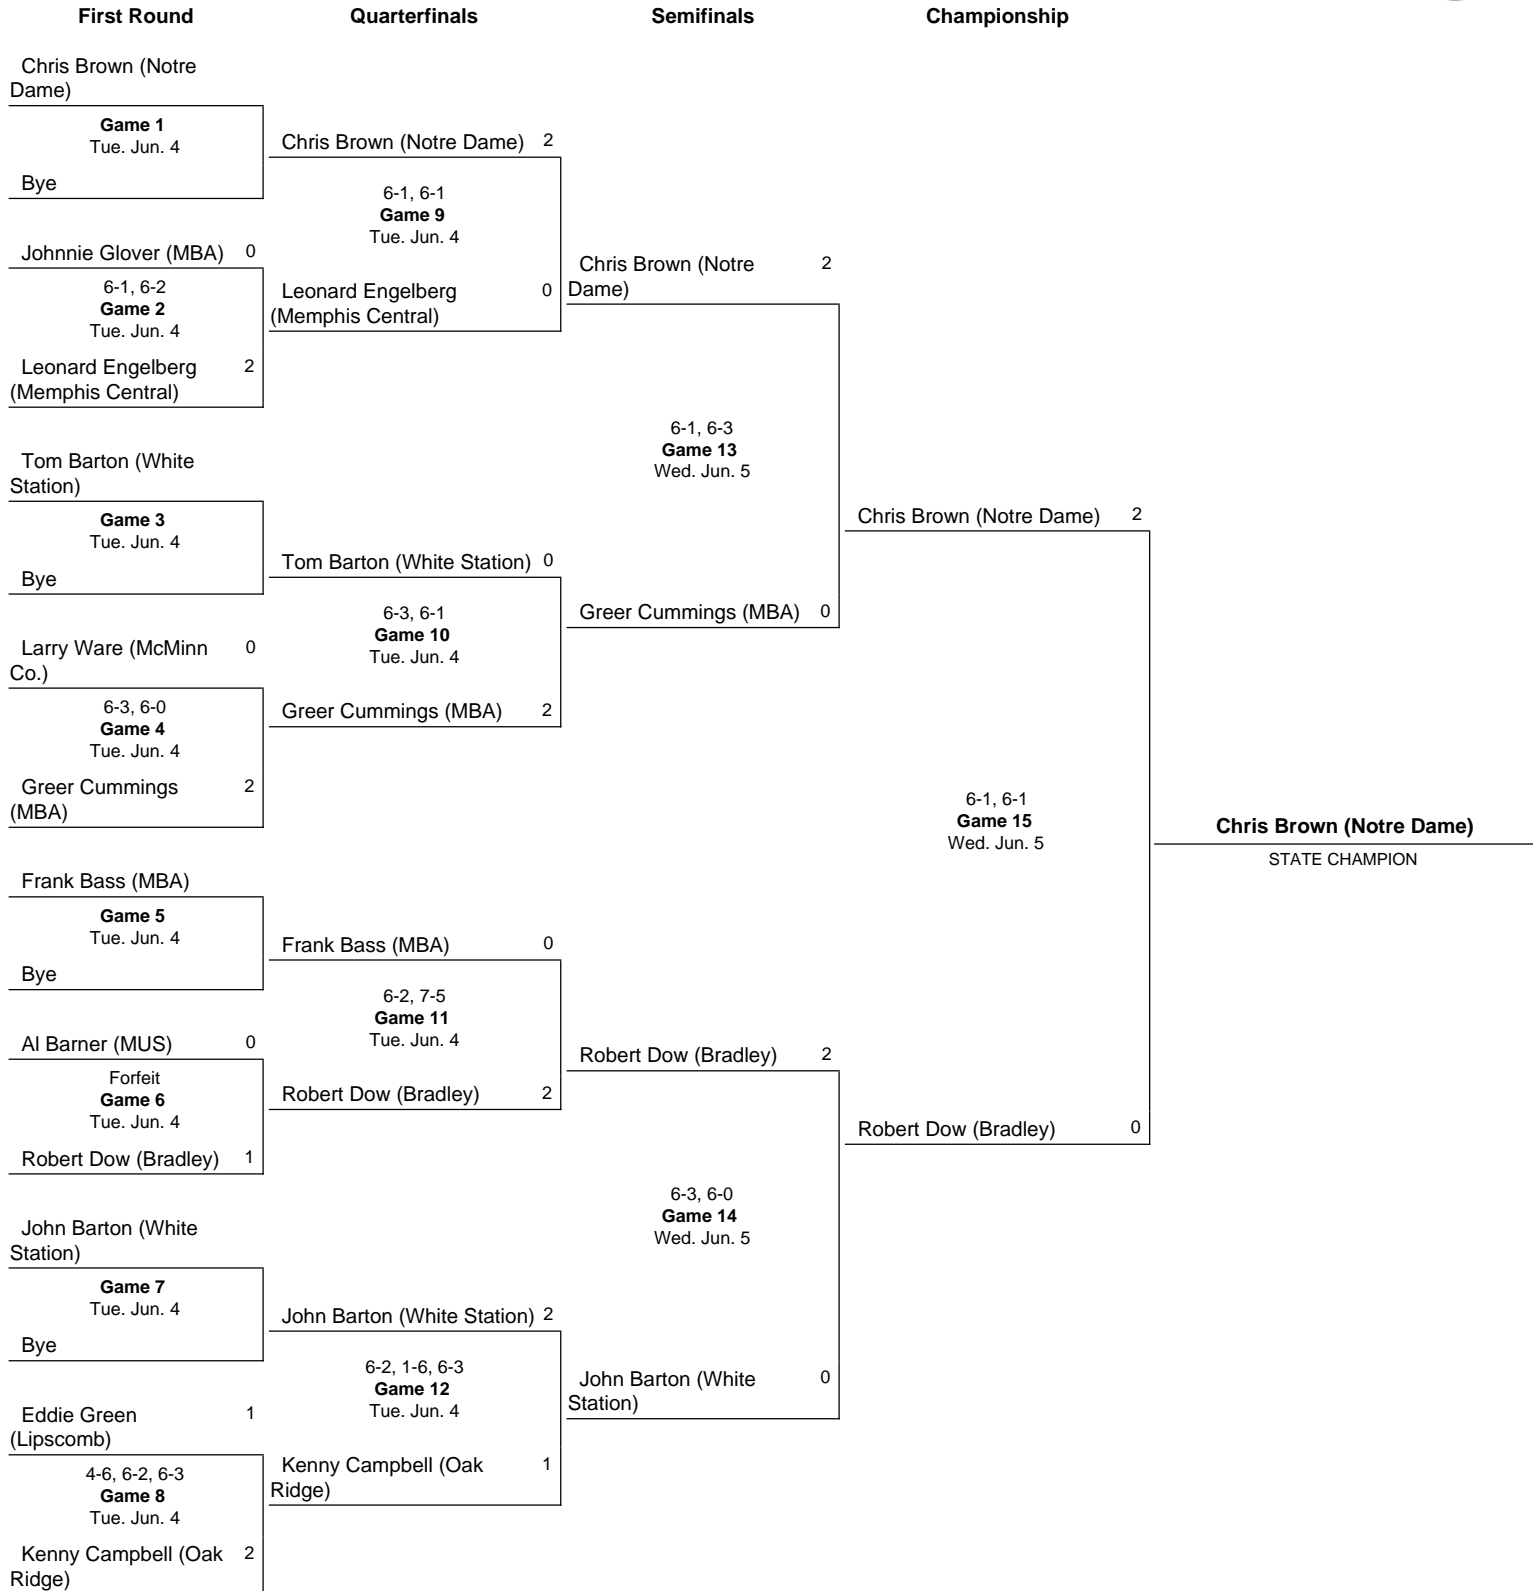 First Round
Quarterfinals
Semifinals
Championship
Chris Brown (Notre
Dame)
Game 1
Tue. Jun. 4
Bye
Johnnie Glover (MBA) 0
6-1, 6-2
Game 2
Tue. Jun. 4
Leonard Engelberg 2
(Memphis Central)
Tom Barton (White
Station)
Game 3
Tue. Jun. 4
Bye
Larry Ware (McMinn 0
Co.)
6-3, 6-0
Game 4
Tue. Jun. 4
Greer Cummings 2
(MBA)
Frank Bass (MBA)
Game 5
Tue. Jun. 4
Bye
Al Barner (MUS) 0
Forfeit
Game 6
Tue. Jun. 4
Robert Dow (Bradley) 1
John Barton (White
Station)
Game 7
Tue. Jun. 4
Bye
Eddie Green 1
(Lipscomb)
4-6, 6-2, 6-3
Game 8
Tue. Jun. 4
Kenny Campbell (Oak 2
Ridge)
Chris Brown (Notre Dame) 2
6-1, 6-1
Game 9
Tue. Jun. 4
Leonard Engelberg 0
(Memphis Central)
Tom Barton (White Station) 0
6-3, 6-1
Game 10
Tue. Jun. 4
Greer Cummings (MBA) 2
Frank Bass (MBA) 0
6-2, 7-5
Game 11
Tue. Jun. 4
Robert Dow (Bradley) 2
John Barton (White Station) 2
6-2, 1-6, 6-3
Game 12
Tue. Jun. 4
Kenny Campbell (Oak 1
Ridge)
Chris Brown (Notre 2
Dame)
6-1, 6-3
Game 13
Wed. Jun. 5
Greer Cummings (MBA) 0
Robert Dow (Bradley) 2
6-3, 6-0
Game 14
Wed. Jun. 5
John Barton (White 0
Station)
Chris Brown (Notre Dame) 2
6-1, 6-1
Game 15
Wed. Jun. 5
Robert Dow (Bradley) 0
Chris Brown (Notre Dame)
STATE CHAMPION